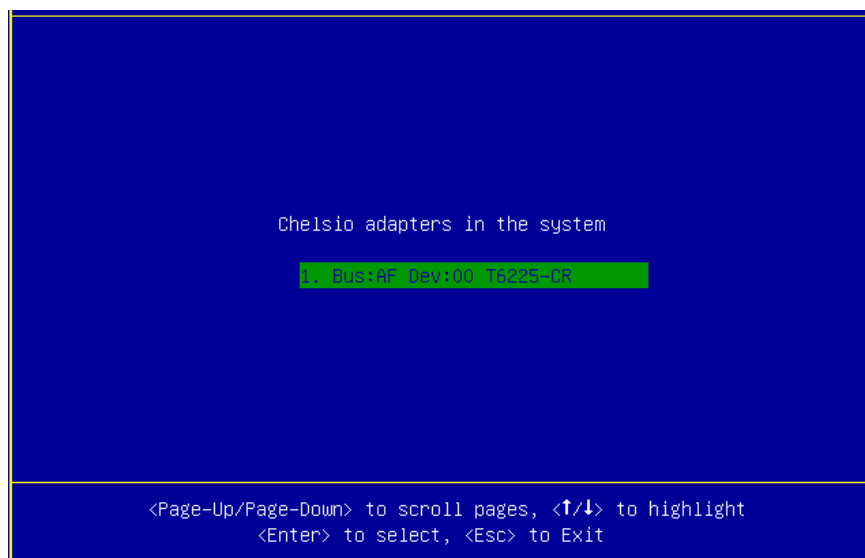 Chelsio adapters in the system
1. Bus:AF Dev:00 T6225-CR
<Page-Up/Page-Down> to scroll pages, <↑/↓> to highlight
<Enter> to select, <Esc> to Exit